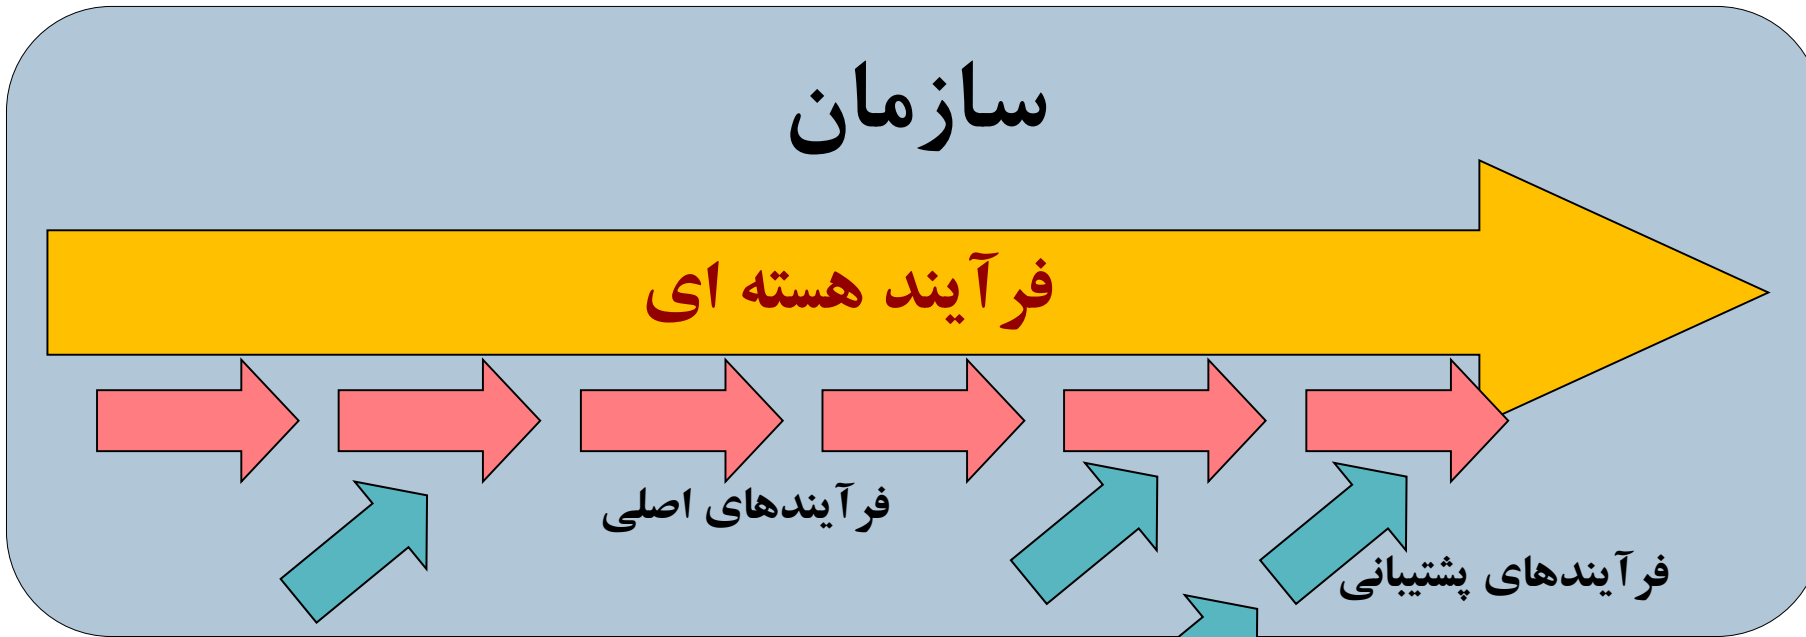 سازمان
فرآیند هسته ای
فرآیندهای اصلی
فرآیندهای پشتیبانی